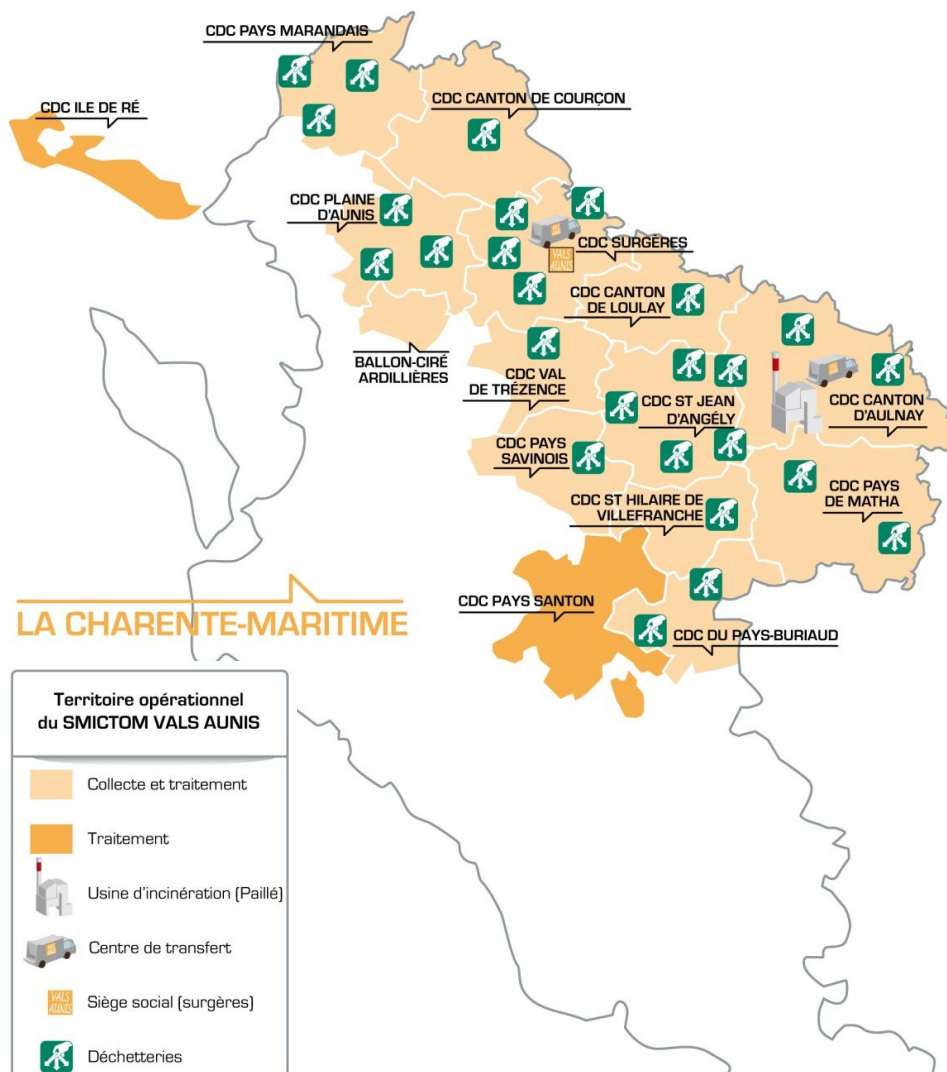 CDC PAYS MARANDAIS
CDC ILE DE RÉ
CDC CANTON DE COURÇON
CDC PLAINE
D'AUNIS
VALS
AUNIS
CDC SURGÈRES
CDC CANTON
DE LOULAY
BALLON-CIRÉ
ARDILLIÈRES
CDC VAL
DE TRÉZENCE
CDC ST JEAN
D'ANGÉLY
CDC CANTON
D'AULNAY
CDC PAYS
SAVINOIS
CDC PAYS
DE MATHA
CDC ST HILAIRE DE
VILLEFRANCHE
CDC PAYS SANTON
CDC DU PAYS-BURIAUD
LA CHARENTE-MARITIME
Territoire opérationnel
du SMICTOM VALS AUNIS
Collecte et traitement
Traitement
Usine d'incinération (Paillé)
Centre de transfert
VALS
AUNIS
Siège social (surgères)
Déchetteries